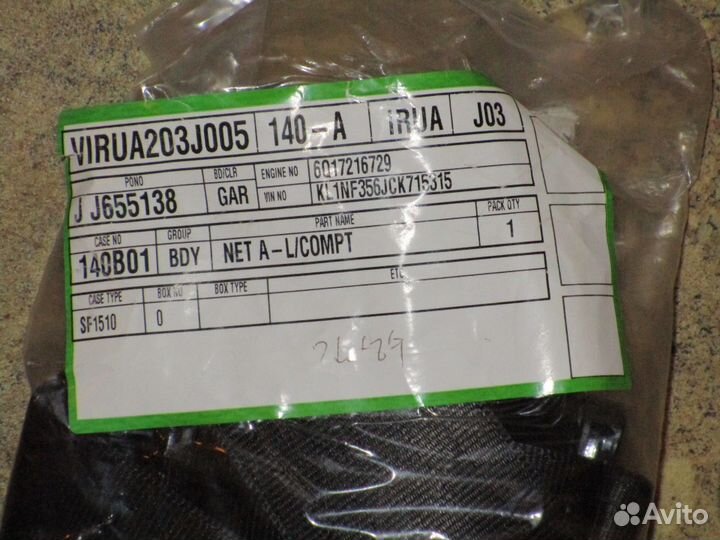 VIRUA203J005 140-A IRUA J03
PONO BD/CLR ENGINE NO 6Q17216729
J J655138 GAR VIN NO KL1NF356JCK715315
CASE NO GROUP PART NAME PACK QTY
140B01 BDY NET A-L/COMPT 1
CASE TYPE BOX NO BOX TYPE ETC
SF1510 0
Avito